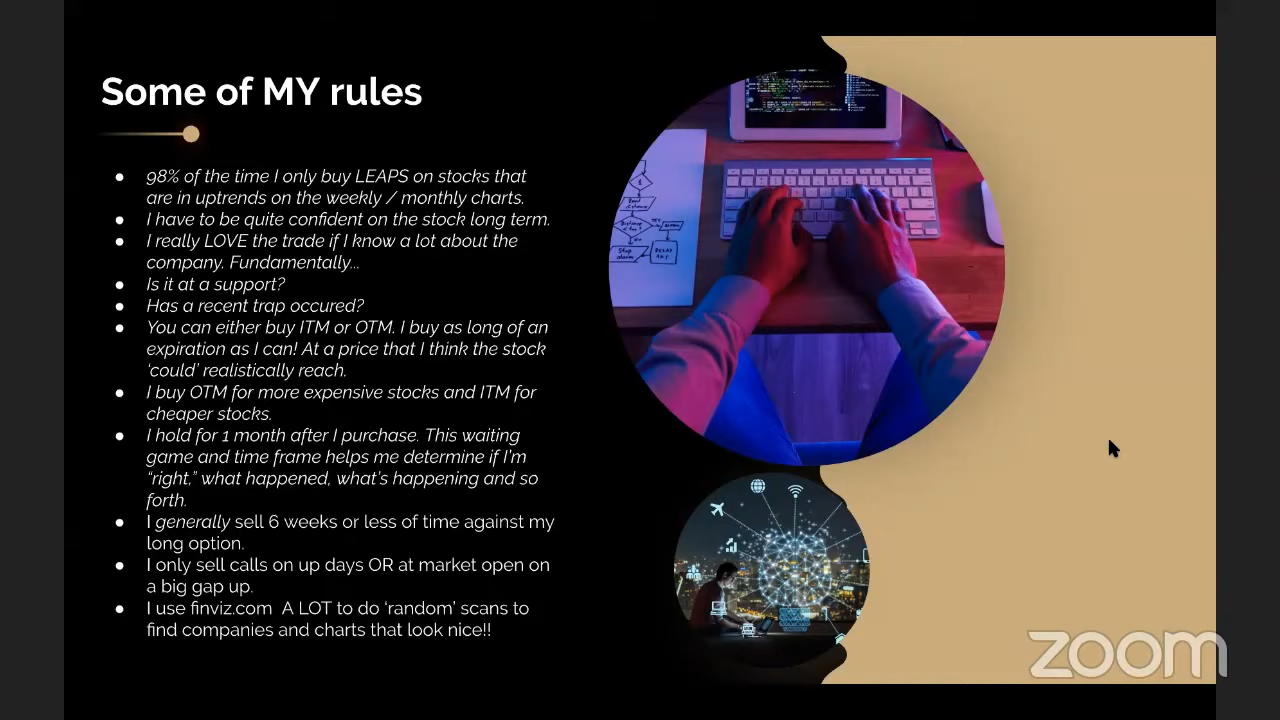 Some of MY rules
● 98% of the time I only buy LEAPS on stocks that
are in uptrends on the weekly / monthly charts.
● I have to be quite confident on the stock long term.
● I really LOVE the trade if I know a lot about the
company. Fundamentally...
● Is it at a support?
● Has a recent trap occured?
● You can either buy ITM or OTM. I buy as long of an
expiration as I can! At a price that I think the stock
‘could’ realistically reach.
● I buy OTM for more expensive stocks and ITM for
cheaper stocks.
● I hold for 1 month after I purchase. This waiting
game and time frame helps me determine if I'm
“right,” what happened, what's happening and so
forth.
● I generally sell 6 weeks or less of time against my
long option.
● I only sell calls on up days OR at market open on
a big gap up.
● I use finviz.com  A LOT to do ‘random’ scans to
find companies and charts that look nice!!
zoom